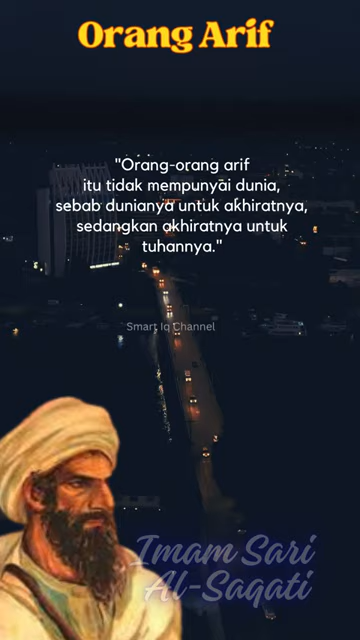 Orang Arif
"Orang-orang arif
itu tidak mempunyai dunia,
sebab dunianya untuk akhiratnya,
sedangkan akhiratnya untuk
tuhannya."
Smart Iq Channel
Imam Sari
Al-Saqati